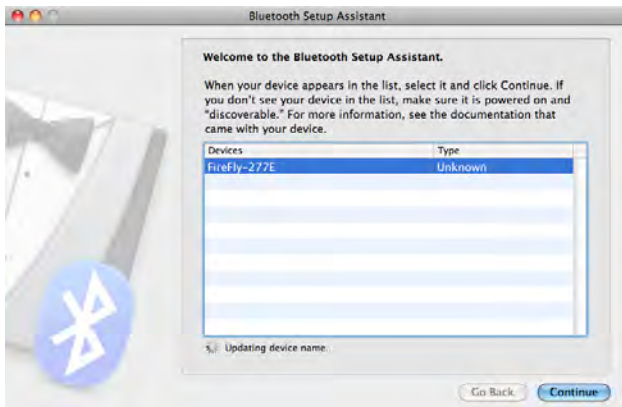 Bluetooth Setup Assistant
Welcome to the Bluetooth Setup Assistant.
When your device appears in the list, select it and click Continue. If
you don't see your device in the list, make sure it is powered on and
"discoverable." For more information, see the documentation that
came with your device.
Devices Type
FireFly-277E Unknown
Updating device name
Go Back Continue